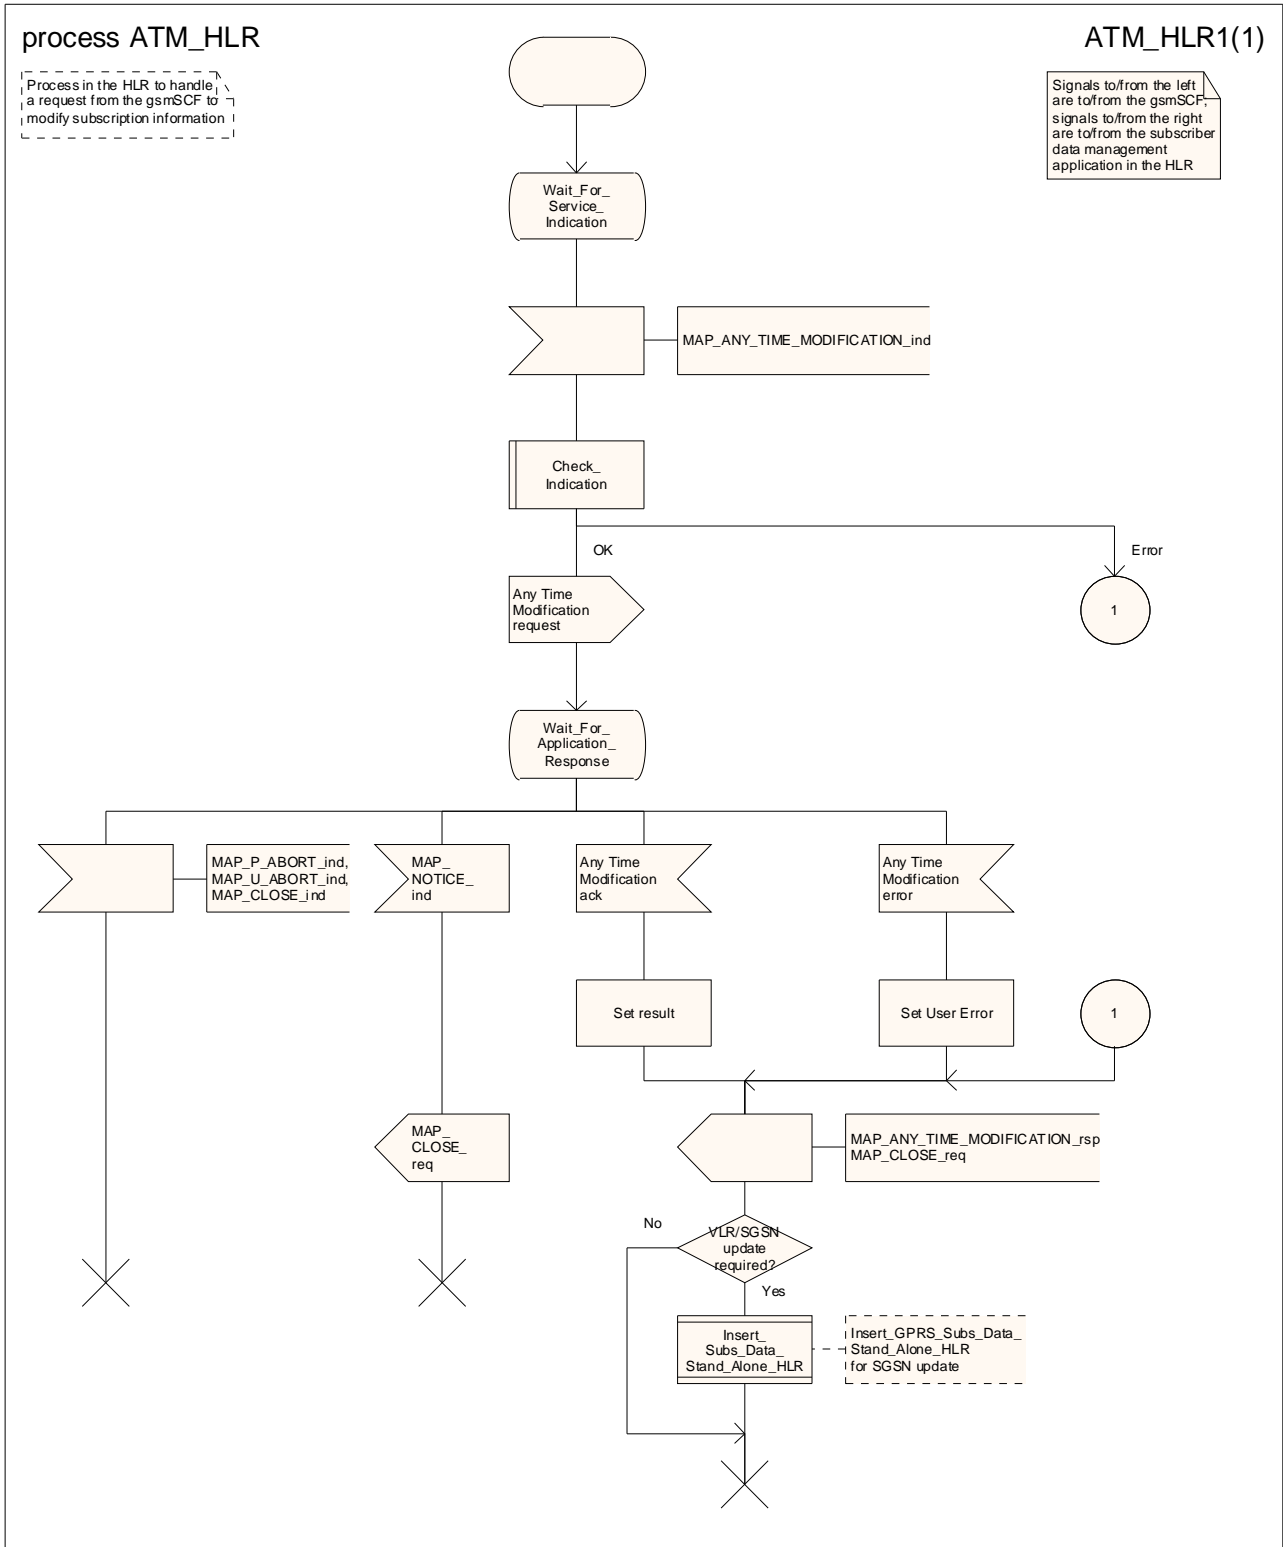 process ATM_HLR
ATM_HLR1(1)
Process in the HLR to handle
a request from the gsmSCF to
modify subscription information
Signals to/from the left
are to/from the gsmSCF;
signals to/from the right
are to/from the subscriber
data management
application in the HLR
Wait_For_
Service_
Indication
MAP_ANY_TIME_MODIFICATION_ind
Check_
Indication
OK
Error
Any Time
Modification
request
1
Wait_For_
Application_
Response
MAP_P_ABORT_ind,
MAP_U_ABORT_ind,
MAP_CLOSE_ind
MAP_
NOTICE_
ind
Any Time
Modification
ack
Any Time
Modification
error
Set result
Set User Error
1
MAP_
CLOSE_
req
MAP_ANY_TIME_MODIFICATION_rsp
MAP_CLOSE_req
No
VLR/SGSN
update
required?
Yes
Insert_
Subs_Data_
Stand_Alone_HLR
Insert_GPRS_Subs_Data_
Stand_Alone_HLR
for SGSN update